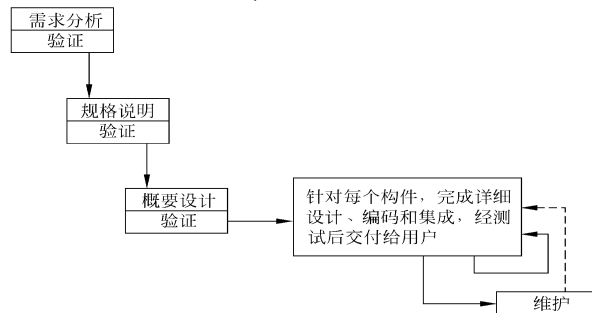 需求分析
验证
规格说明
验证
概要设计
验证
针对每个构件，完成详细
设计、编码和集成，经测
试后交付给用户
维护